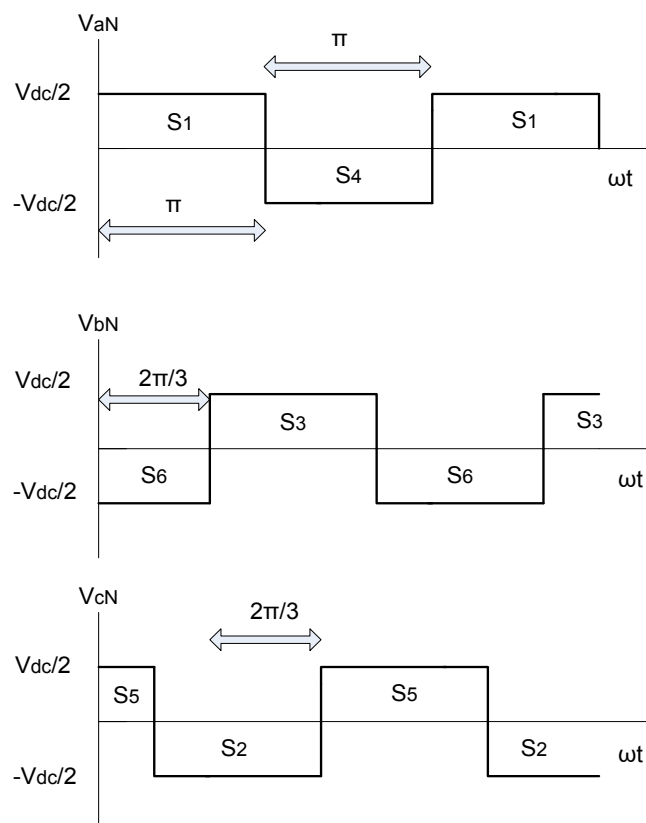 VaN
π
Vdc/2
S1
S1
S4
ωt
-Vdc/2
π
VbN
Vdc/2
2π/3
S3
S3
S6
S6
ωt
-Vdc/2
VcN
2π/3
Vdc/2
S5
S5
S2
S2
ωt
-Vdc/2